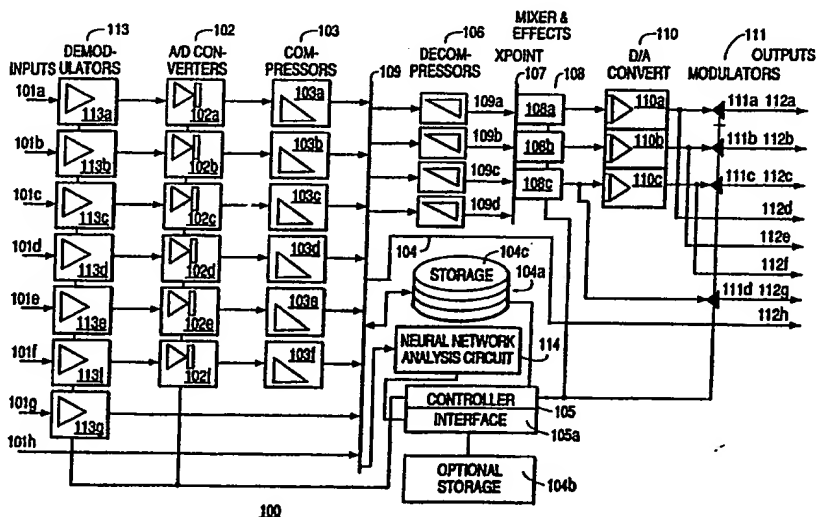 113
DEMOD-
ULATORS
INPUTS
102
A/D CON-
VERTERS
103
COM-
PRESSORS
106
DECOM-
PRESSORS
109
MIXER &
EFFECTS
XPOINT
107
108
110
D/A
CONVERT
111
MODULATORS
OUTPUTS
101a
113a
102a
103a
109a
108a
110a
111a 112a
101b
113b
102b
103b
109b
108b
110b
111b 112b
101c
113c
102c
103c
109c
108c
110c
111c 112c
109d
112d
101d
113d
102d
103d
104
STORAGE
104c
104a
112e
112f
101e
113e
102e
103e
111d 112g
112h
NEURAL NETWORK
ANALYSIS CIRCUIT
114
101f
113f
102f
103f
CONTROLLER
105
INTERFACE
105a
101g
113g
101h
OPTIONAL
STORAGE
104b
100